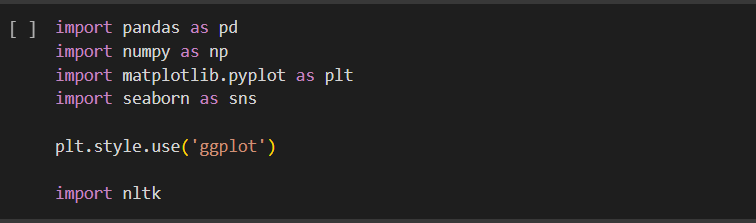 [ ] import pandas as pd
import numpy as np
import matplotlib.pyplot as plt
import seaborn as sns
plt.style.use('ggplot')
import nltk